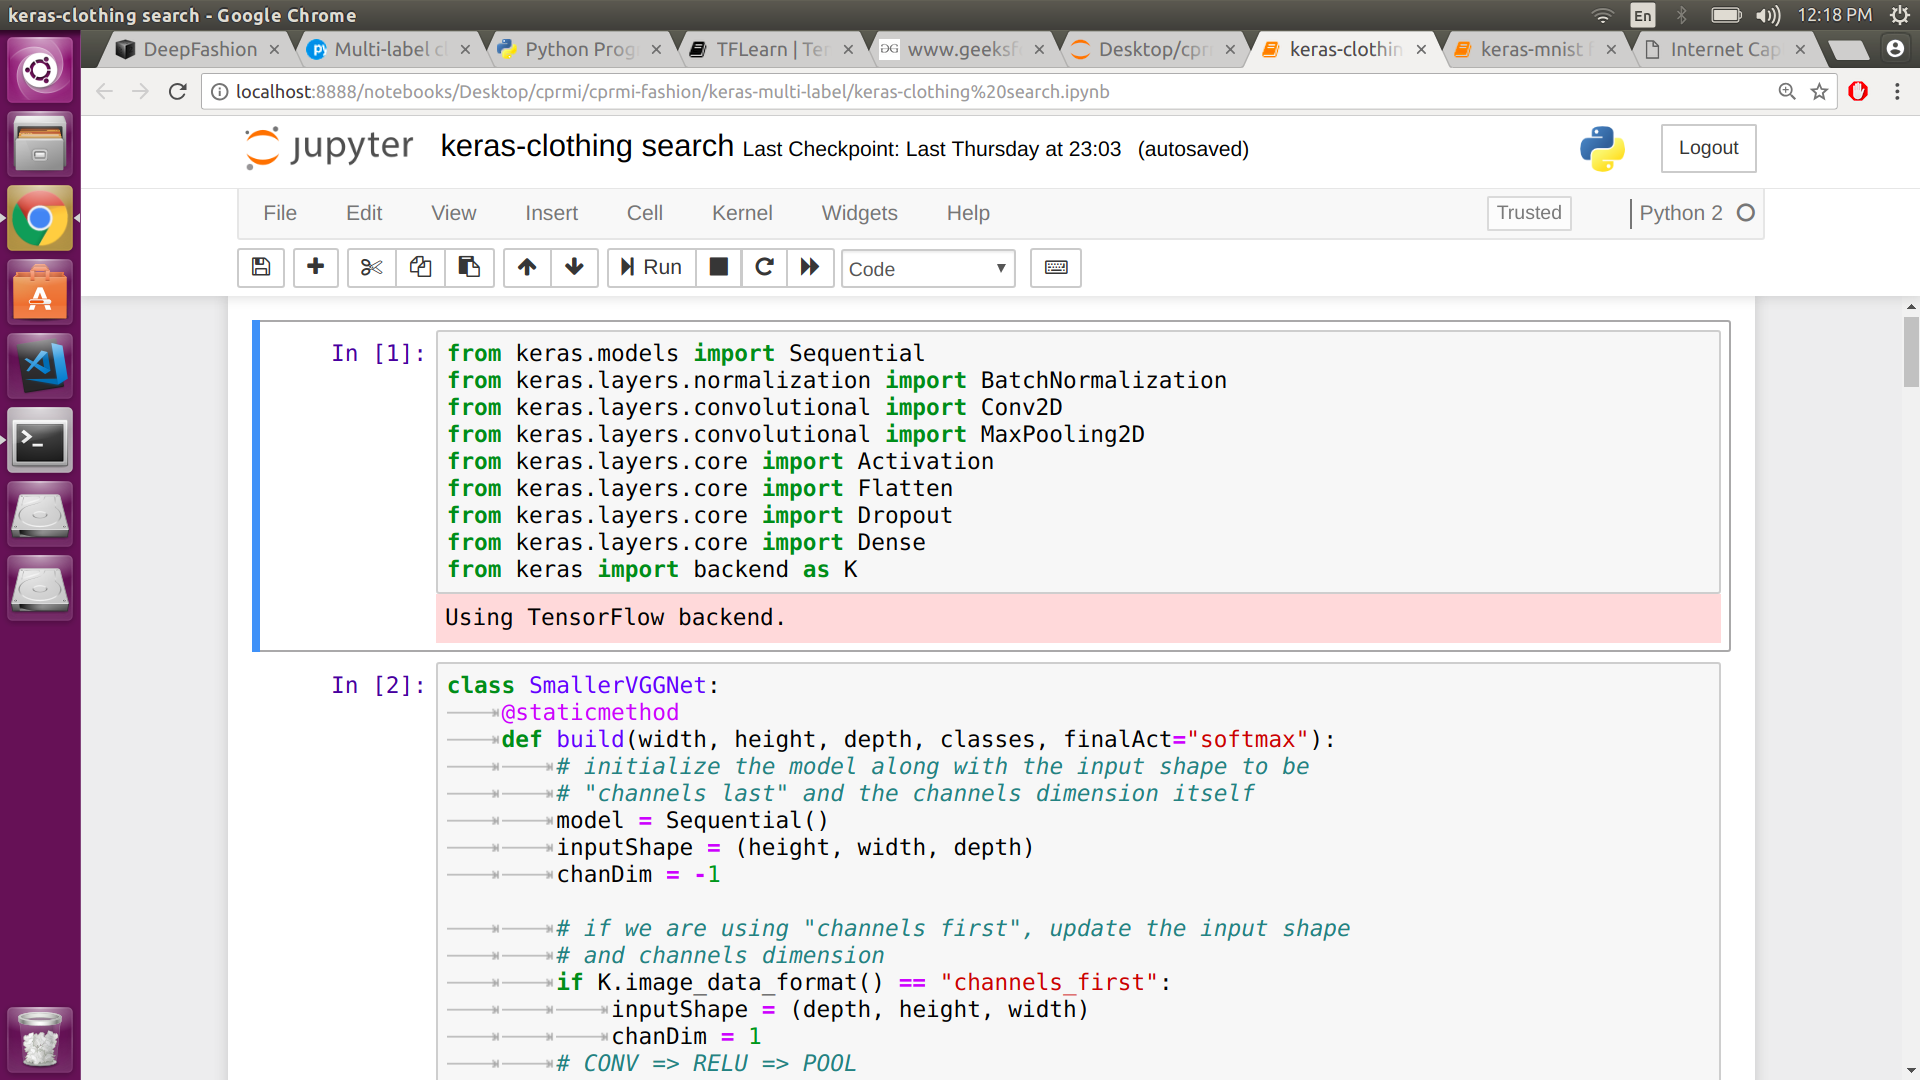 keras-clothing search - Google Chrome
En
12:18 PM
DeepFashion
Multi-label c
Python Prog
TFLearn | Ten
www.geeksf
Desktop/cpr
keras-clothin
keras-mnist
Internet Cap
localhost:8888/notebooks/Desktop/cprmi/cprmi-fashion/keras-multi-label/keras-clothing%20search.ipynb
jupyter
keras-clothing search Last Checkpoint: Last Thursday at 23:03 (autosaved)
Logout
File Edit View Insert Cell Kernel Widgets Help
Trusted
Python 2
Run
Code
In [1]:
from keras.models import Sequential
from keras.layers.normalization import BatchNormalization
from keras.layers.convolutional import Conv2D
from keras.layers.convolutional import MaxPooling2D
from keras.layers.core import Activation
from keras.layers.core import Flatten
from keras.layers.core import Dropout
from keras.layers.core import Dense
from keras import backend as K
Using TensorFlow backend.
In [2]:
class SmallerVGGNet:
@staticmethod
def build(width, height, depth, classes, finalAct="softmax"):
# initialize the model along with the input shape to be
# "channels last" and the channels dimension itself
model = Sequential()
inputShape = (height, width, depth)
chanDim = -1
# if we are using "channels first", update the input shape
# and channels dimension
if K.image_data_format() == "channels_first":
inputShape = (depth, height, width)
chanDim = 1
# CONV => RELU => POOL